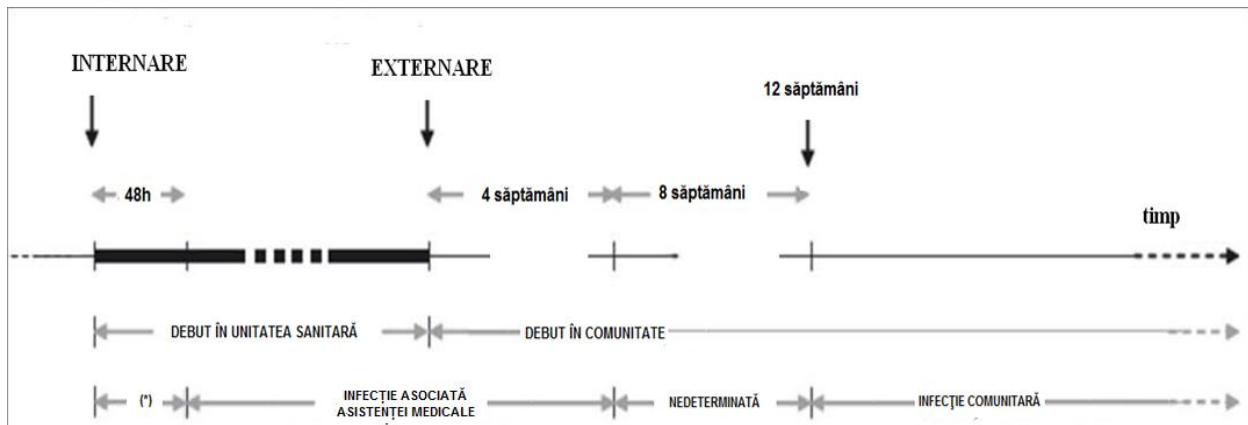 INTERNARE
EXTERNARE
12 săptămâni
48h
4 săptămâni
8 săptămâni
timp
DEBUT ÎN UNITATEA SANITARĂ
DEBUT ÎN COMUNITATE
(*)
INFECȚIE ASOCIATĂ
ASISTENȚEI MEDICALE
NEDETERMINATĂ
INFECŢIE COMUNITARĂ